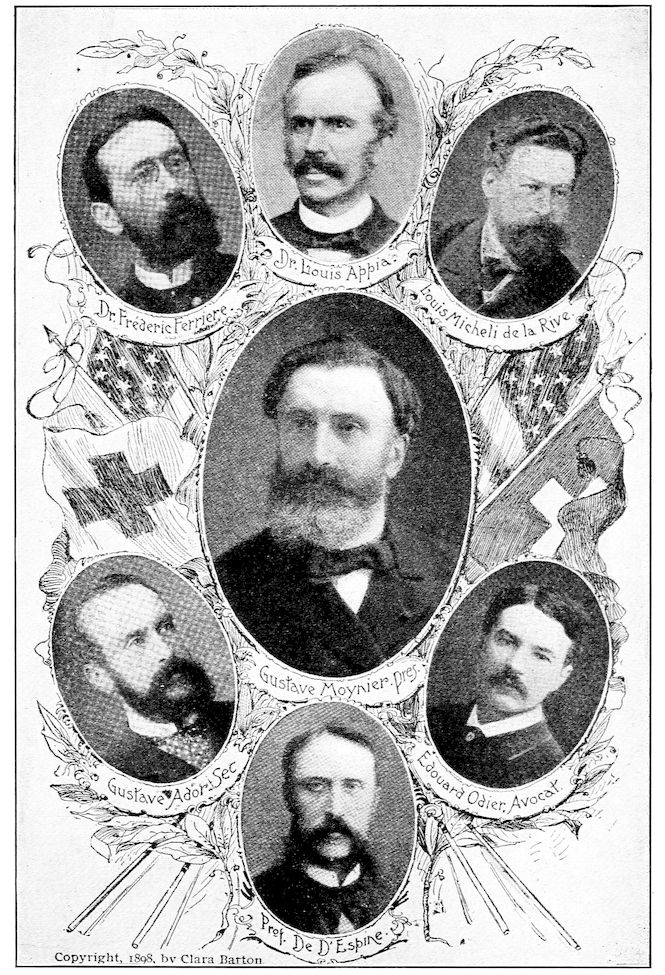 Dr. Louis Appia.
Dr. Fréderic Ferriere.
Louis Micheli de la Rive.
Gustave Moynier. Pres.
Gustave Ador. Sec
Edouard Odier, Avocat.
Prof. De D'Espine.
Copyright, 1898, by Clara Barton